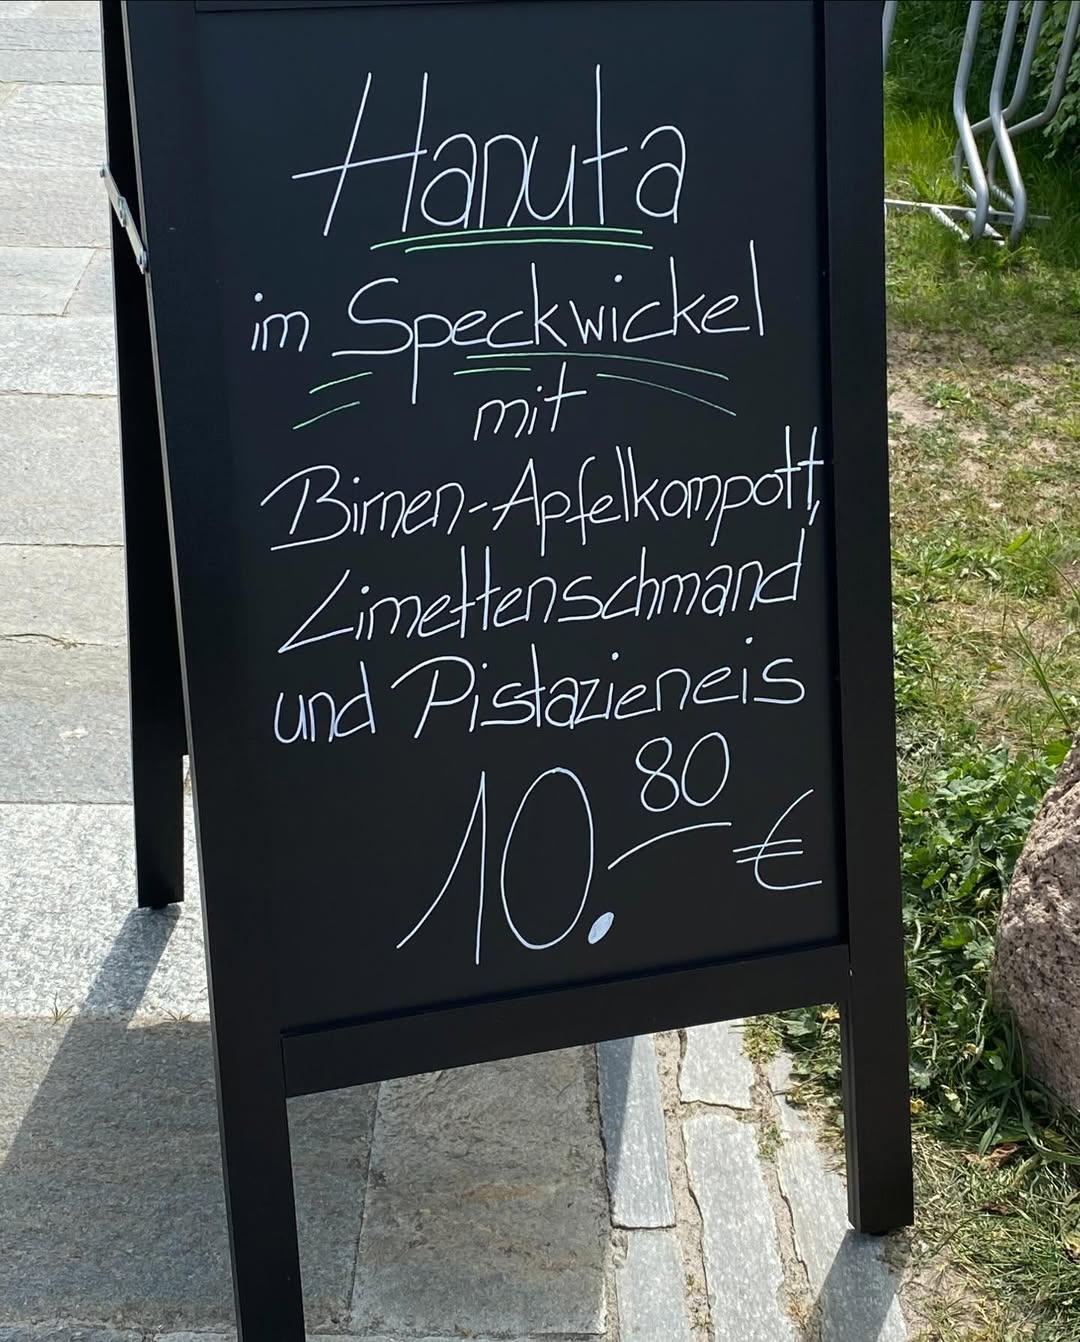 Hanuta
im Speckwickel
mit
Birnen-Apfelkompott,
Limettenschmand
und Pistazieneis
10.80 €